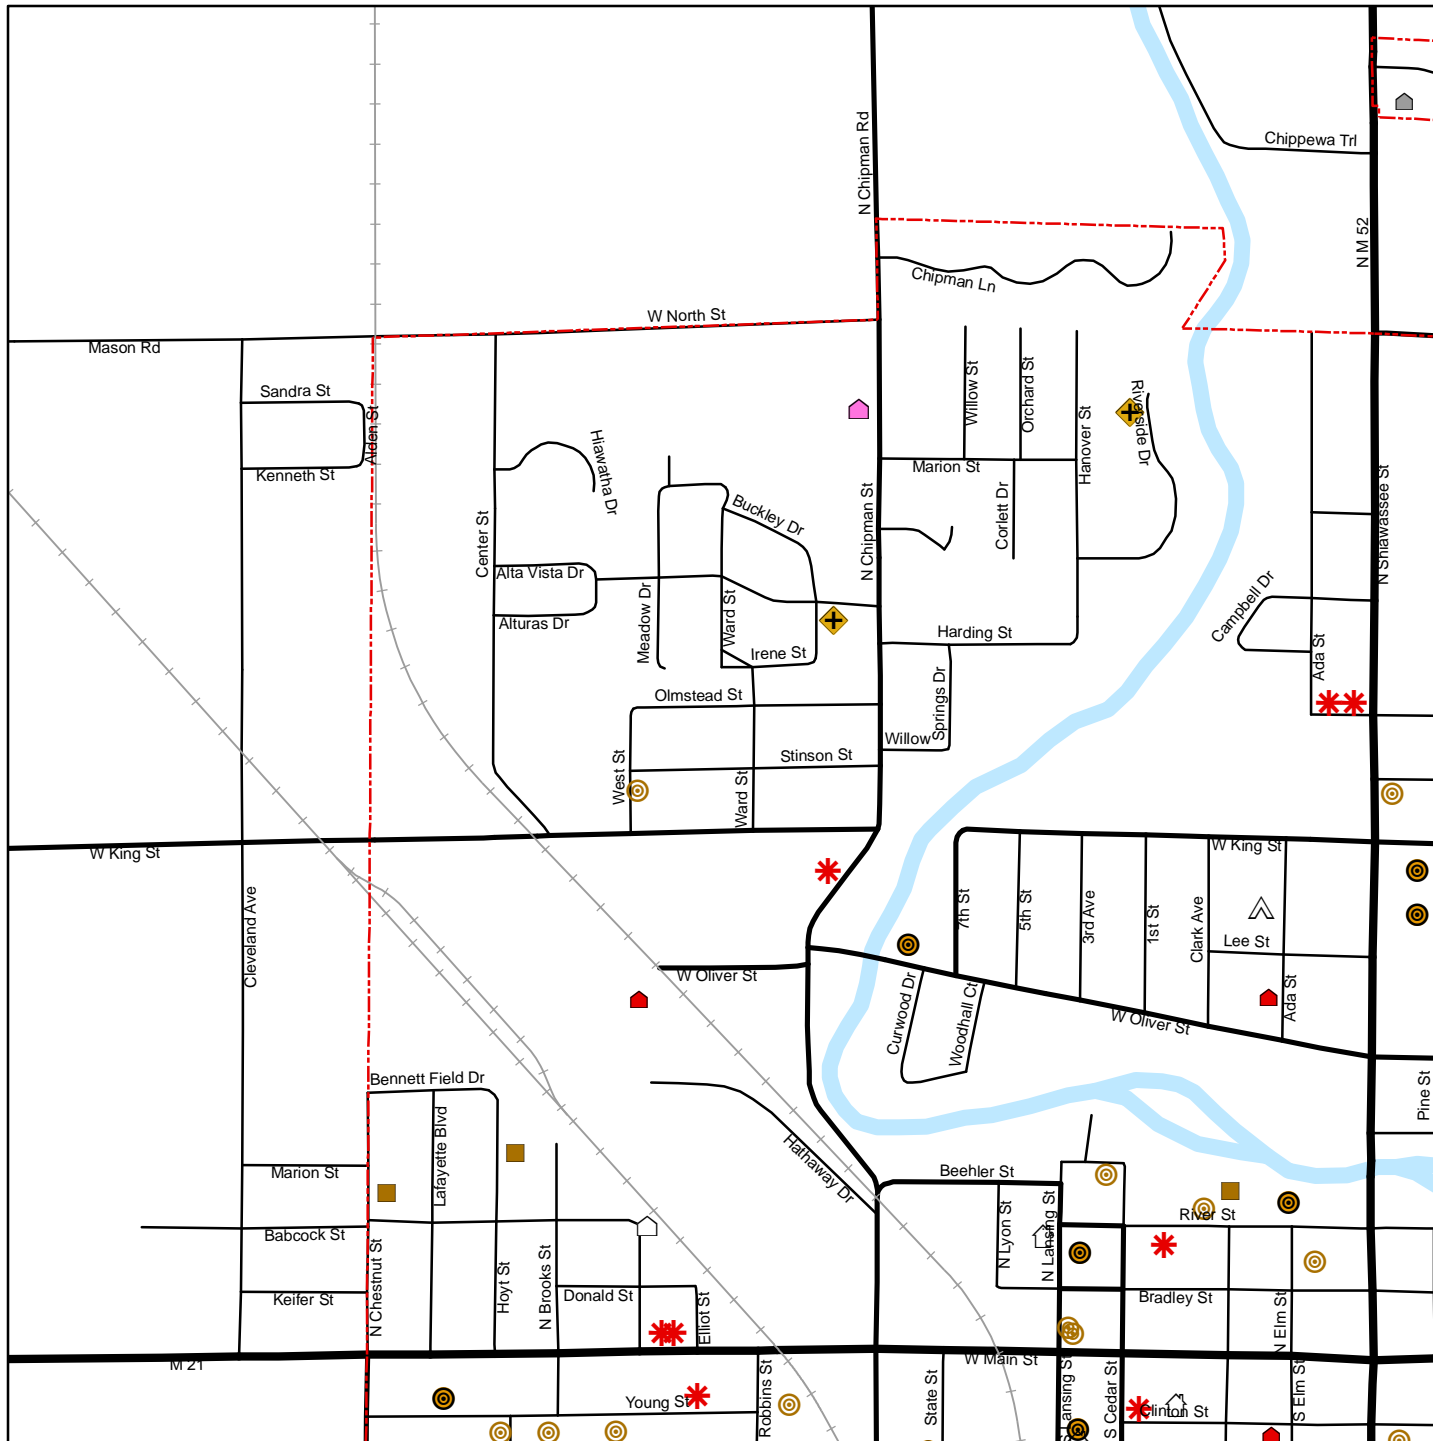 N Chipman Rd
Chippewa Trl
N M 52
Chipman Ln
W North St
Mason Rd
Sandra St
Alden St
Kenneth St
Hiawatha Dr
Center St
Buckley Dr
N Chipman St
Willow St
Orchard St
Hanover St
Riverside Dr
Marion St
Corlett Dr
N Shiawassee St
Alta Vista Dr
Alturas Dr
Meadow Dr
Ward St
Irene St
Harding St
Campbell Dr
Ada St
Olmstead St
Springs Dr
Willow
Stinson St
West St
Ward St
W King St
W King St
Cleveland Ave
7th St
5th St
3rd Ave
1st St
Clark Ave
Lee St
W Oliver St
Curwood Dr
Woodhall Ct
W Oliver St
Ada St
Bennett Field Dr
Lafayette Blvd
Pine St
Hathaway Dr
Marion St
Beehler St
Babcock St
N Chestnut St
Hoyt St
N Brooks St
N Lyon St
N Lansing St
River St
Keifer St
Donald St
Elliot St
Bradley St
N Elm St
M 21
W Main St
Young St
Robbins St
State St
S Lansing St
S Cedar St
Clinton St
S Elm St